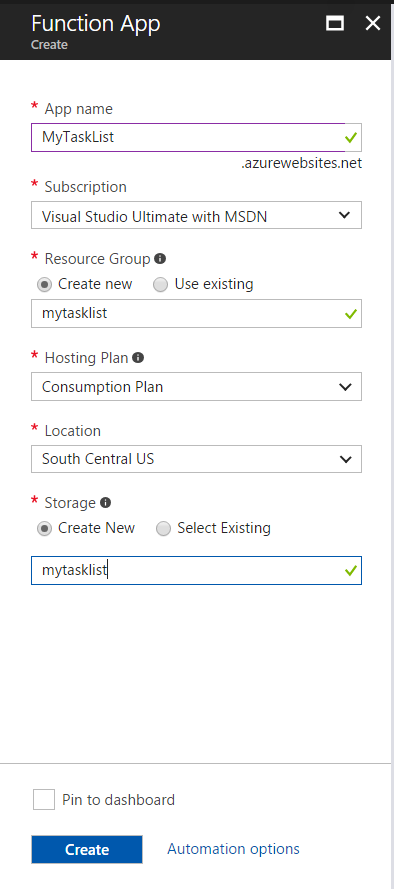 Function App
Create
* App name
MyTaskList
.azurewebsites.net
* Subscription
Visual Studio Ultimate with MSDN
* Resource Group
Create new Use existing
mytasklist
* Hosting Plan
Consumption Plan
* Location
South Central US
* Storage
Create New Select Existing
mytasklist
Pin to dashboard
Create Automation options